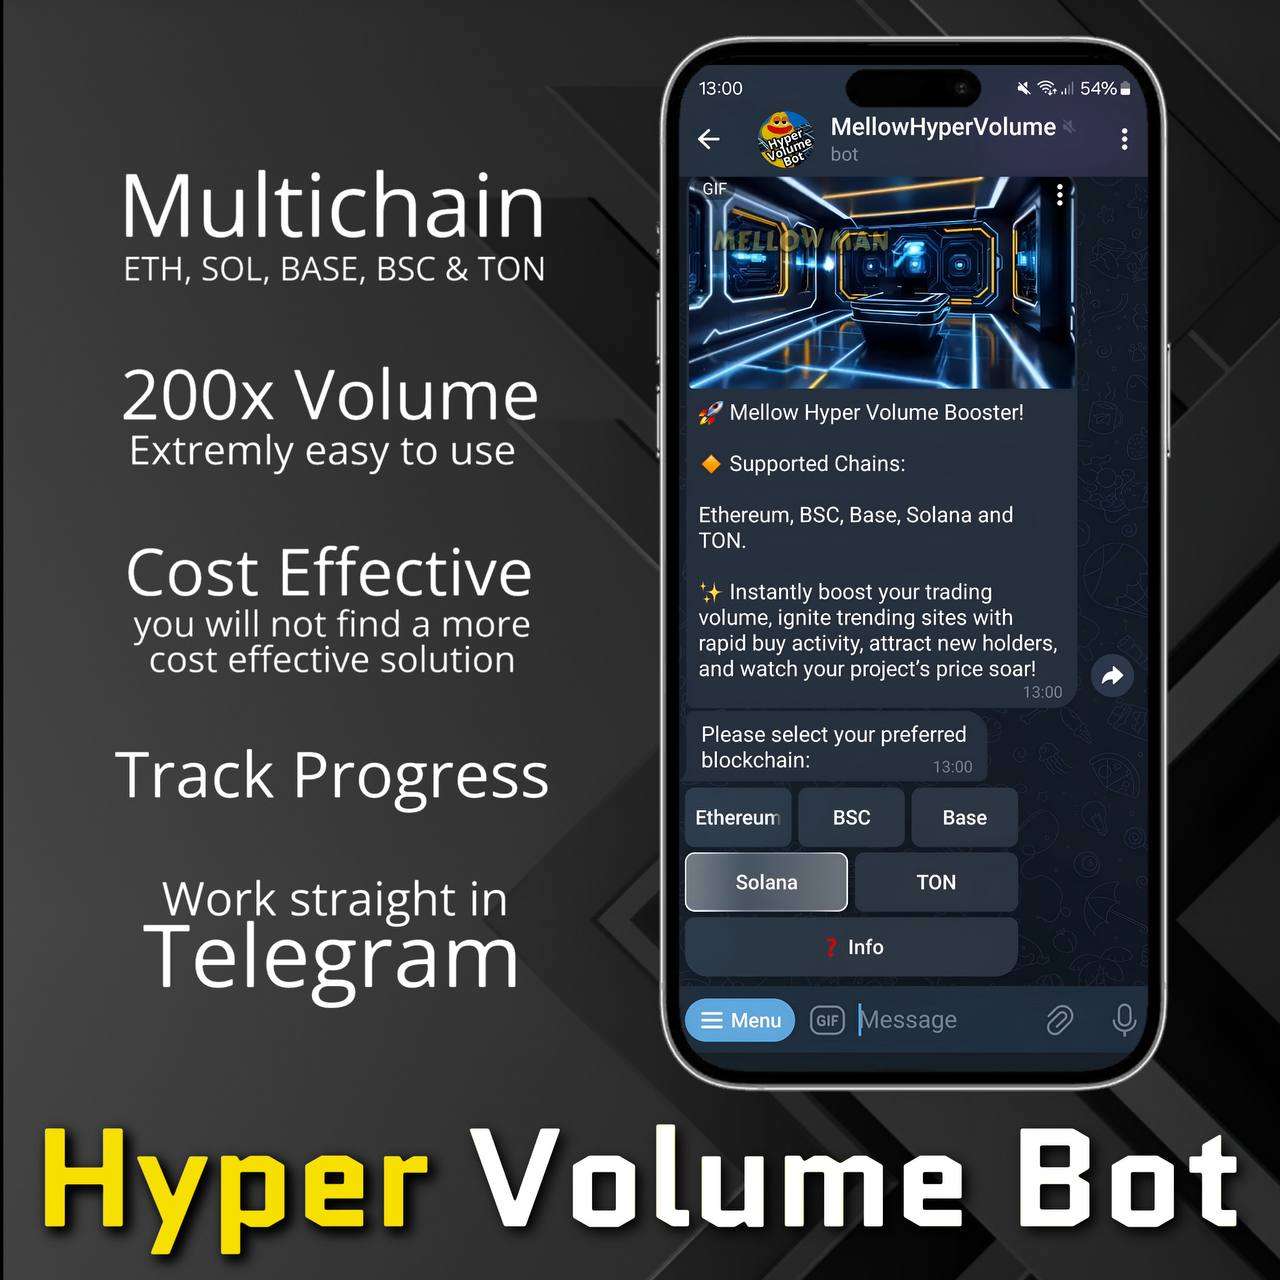 Multichain
ETH, SOL, BASE, BSC & TON
200x Volume
Extremly easy to use
Cost Effective
you will not find a more
cost effective solution
Track Progress
Work straight in
Telegram
13:00
54%
Hyper
Volume
Bot
MellowHyperVolume
bot
GIF
MELLOW MAN
🚀 Mellow Hyper Volume Booster!
🔶 Supported Chains:
Ethereum, BSC, Base, Solana and
TON.
✨ Instantly boost your trading
volume, ignite trending sites with
rapid buy activity, attract new holders,
and watch your project’s price soar!
13:00
Please select your preferred
blockchain:
13:00
Ethereum
BSC
Base
Solana
TON
❓ Info
Menu
GIF
Message
Hyper Volume Bot